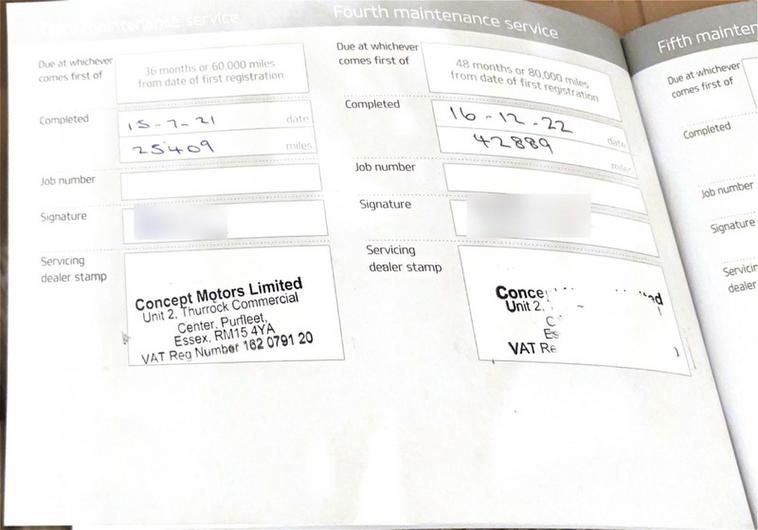 maintenance service
Due at whichever
comes first of
36 months or 60,000 miles
from date of first registration
Completed
15-7-21
date
25409
miles
Job number
Signature
Servicing
dealer stamp
Concept Motors Limited
Unit 2, Thurrock Commercial
Center, Purfleet,
Essex, RM15 4YA
VAT Reg Number 162 0791 20
Fourth maintenance service
Due at whichever
comes first of
48 months or 80,000 miles
from date of first registration
Completed
16-12-22
date
42889
miles
Job number
Signature
Servicing
dealer stamp
Unit 2,
VAT
Fifth
Due at whichever
comes first of
Completed
Job number
Signature
dealer